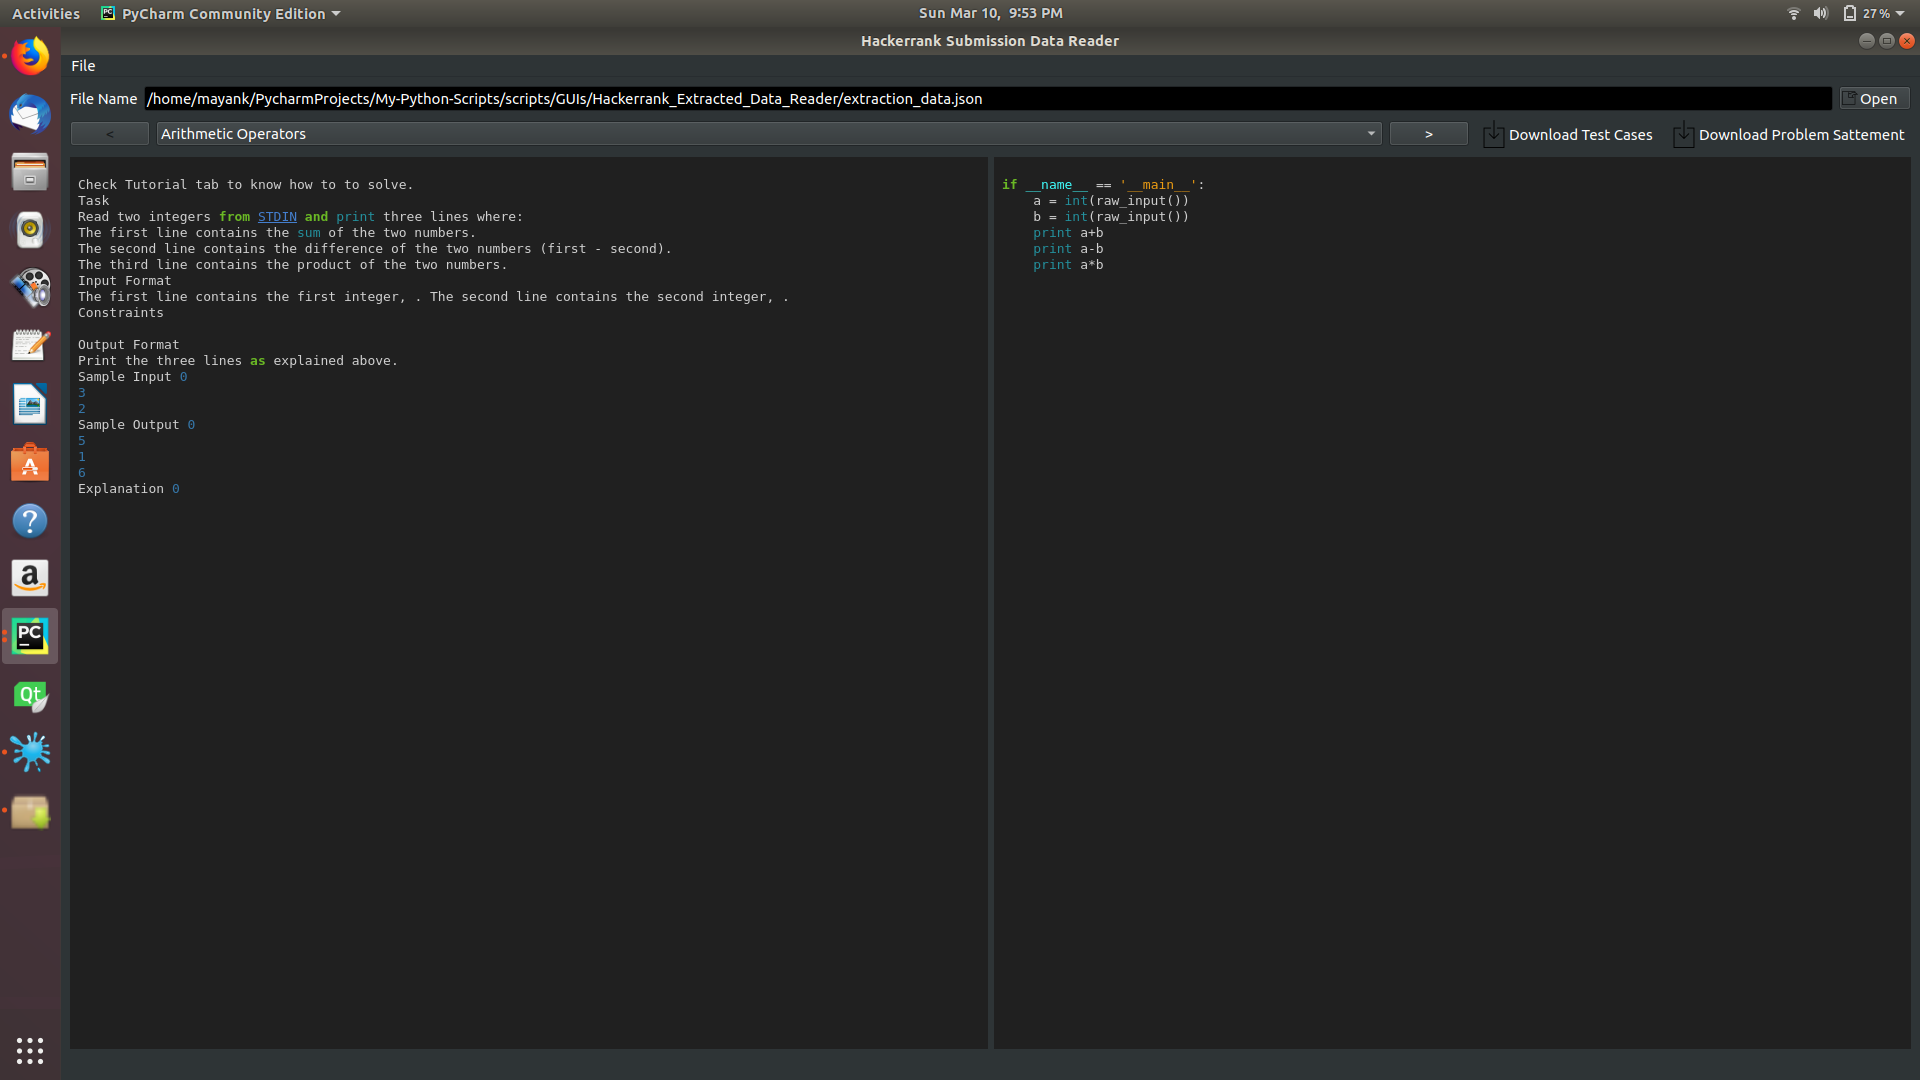 Activities PyCharm Community Edition Sun Mar 10, 9:53 PM 27%
Hackerrank Submission Data Reader
File
File Name /home/mayank/PycharmProjects/My-Python-Scripts/scripts/GUIs/Hackerrank_Extracted_Data_Reader/extraction_data.json Open
< Arithmetic Operators > Download Test Cases Download Problem Sattement
Check Tutorial tab to know how to to solve.
Task
Read two integers from STDIN and print three lines where:
The first line contains the sum of the two numbers.
The second line contains the difference of the two numbers (first - second).
The third line contains the product of the two numbers.
Input Format
The first line contains the first integer, . The second line contains the second integer, .
Constraints
Output Format
Print the three lines as explained above.
Sample Input 0
3
2
Sample Output 0
5
1
6
Explanation 0
if __name__ == '__main__':
    a = int(raw_input())
    b = int(raw_input())
    print a+b
    print a-b
    print a*b
PC
Qt